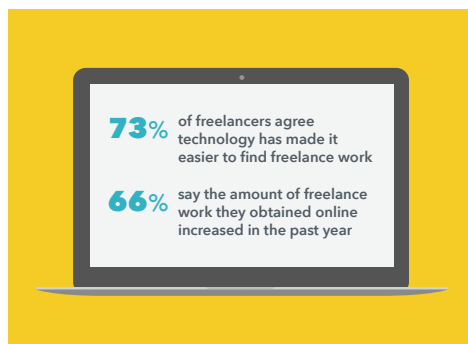 73% of freelancers agree
technology has made it
easier to find freelance work
66% say the amount of freelance
work they obtained online
increased in the past year